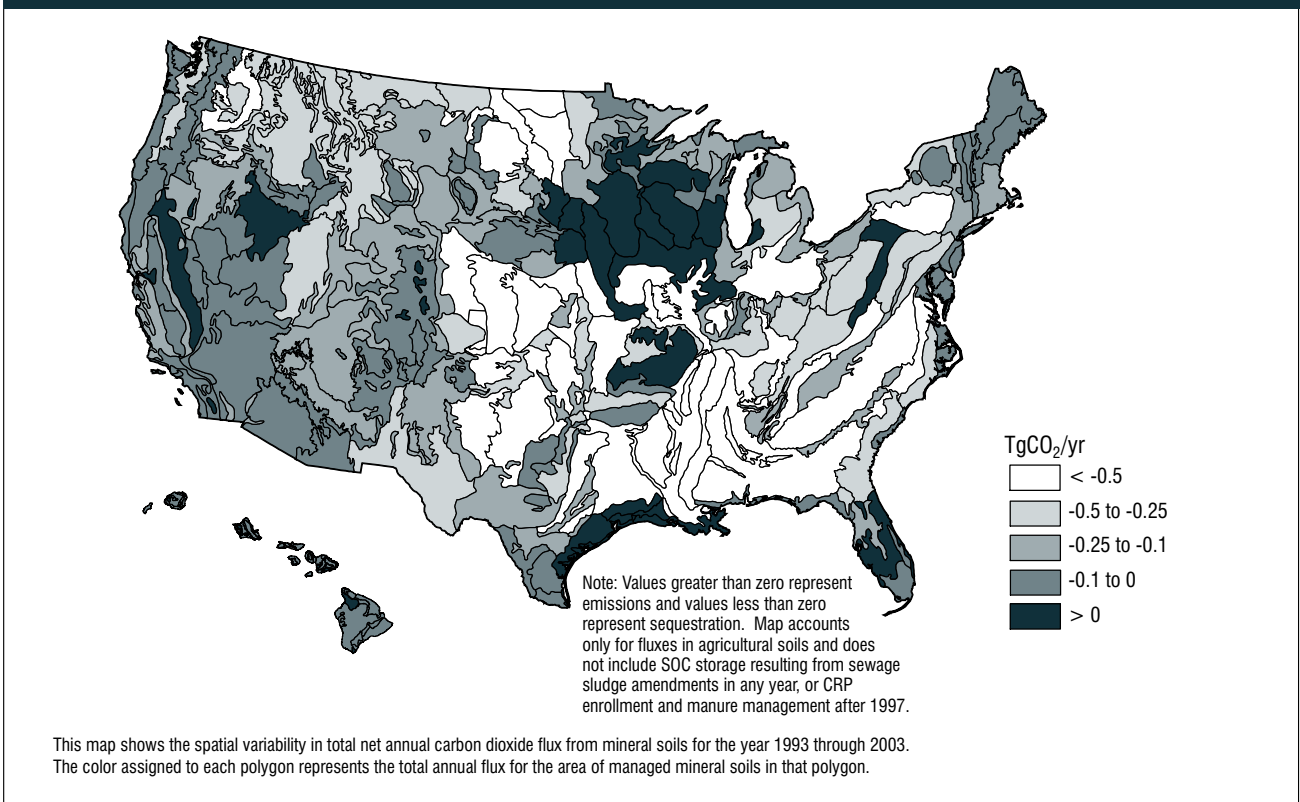 TgCO₂/yr
< -0.5
-0.5 to -0.25
-0.25 to -0.1
-0.1 to 0
> 0
Note: Values greater than zero represent
emissions and values less than zero
represent sequestration. Map accounts
only for fluxes in agricultural soils and does
not include SOC storage resulting from sewage
sludge amendments in any year, or CRP
enrollment and manure management after 1997.
This map shows the spatial variability in total net annual carbon dioxide flux from mineral soils for the year 1993 through 2003.
The color assigned to each polygon represents the total annual flux for the area of managed mineral soils in that polygon.